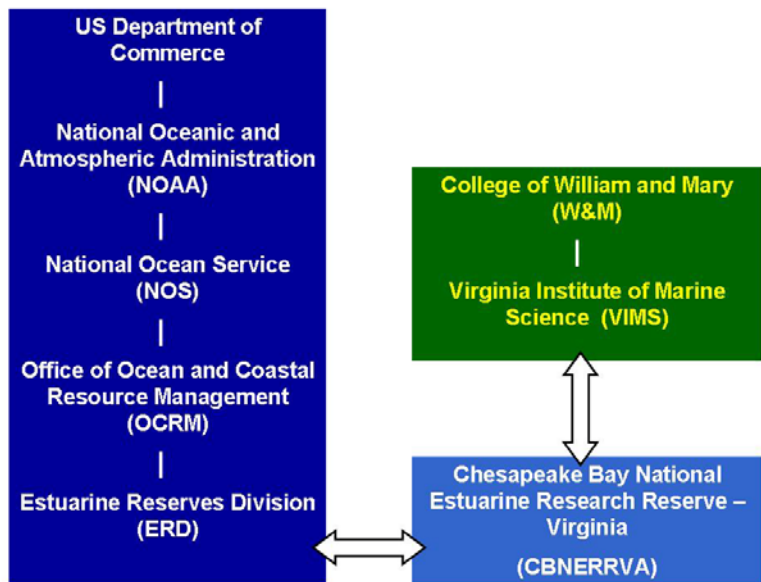 US Department of
Commerce
National Oceanic and
Atmospheric Administration
(NOAA)
National Ocean Service
(NOS)
Office of Ocean and Coastal
Resource Management
(OCRM)
Estuarine Reserves Division
(ERD)
College of William and Mary
(W&M)
Virginia Institute of Marine
Science (VIMS)
Chesapeake Bay National
Estuarine Research Reserve –
Virginia
(CBNERRVA)